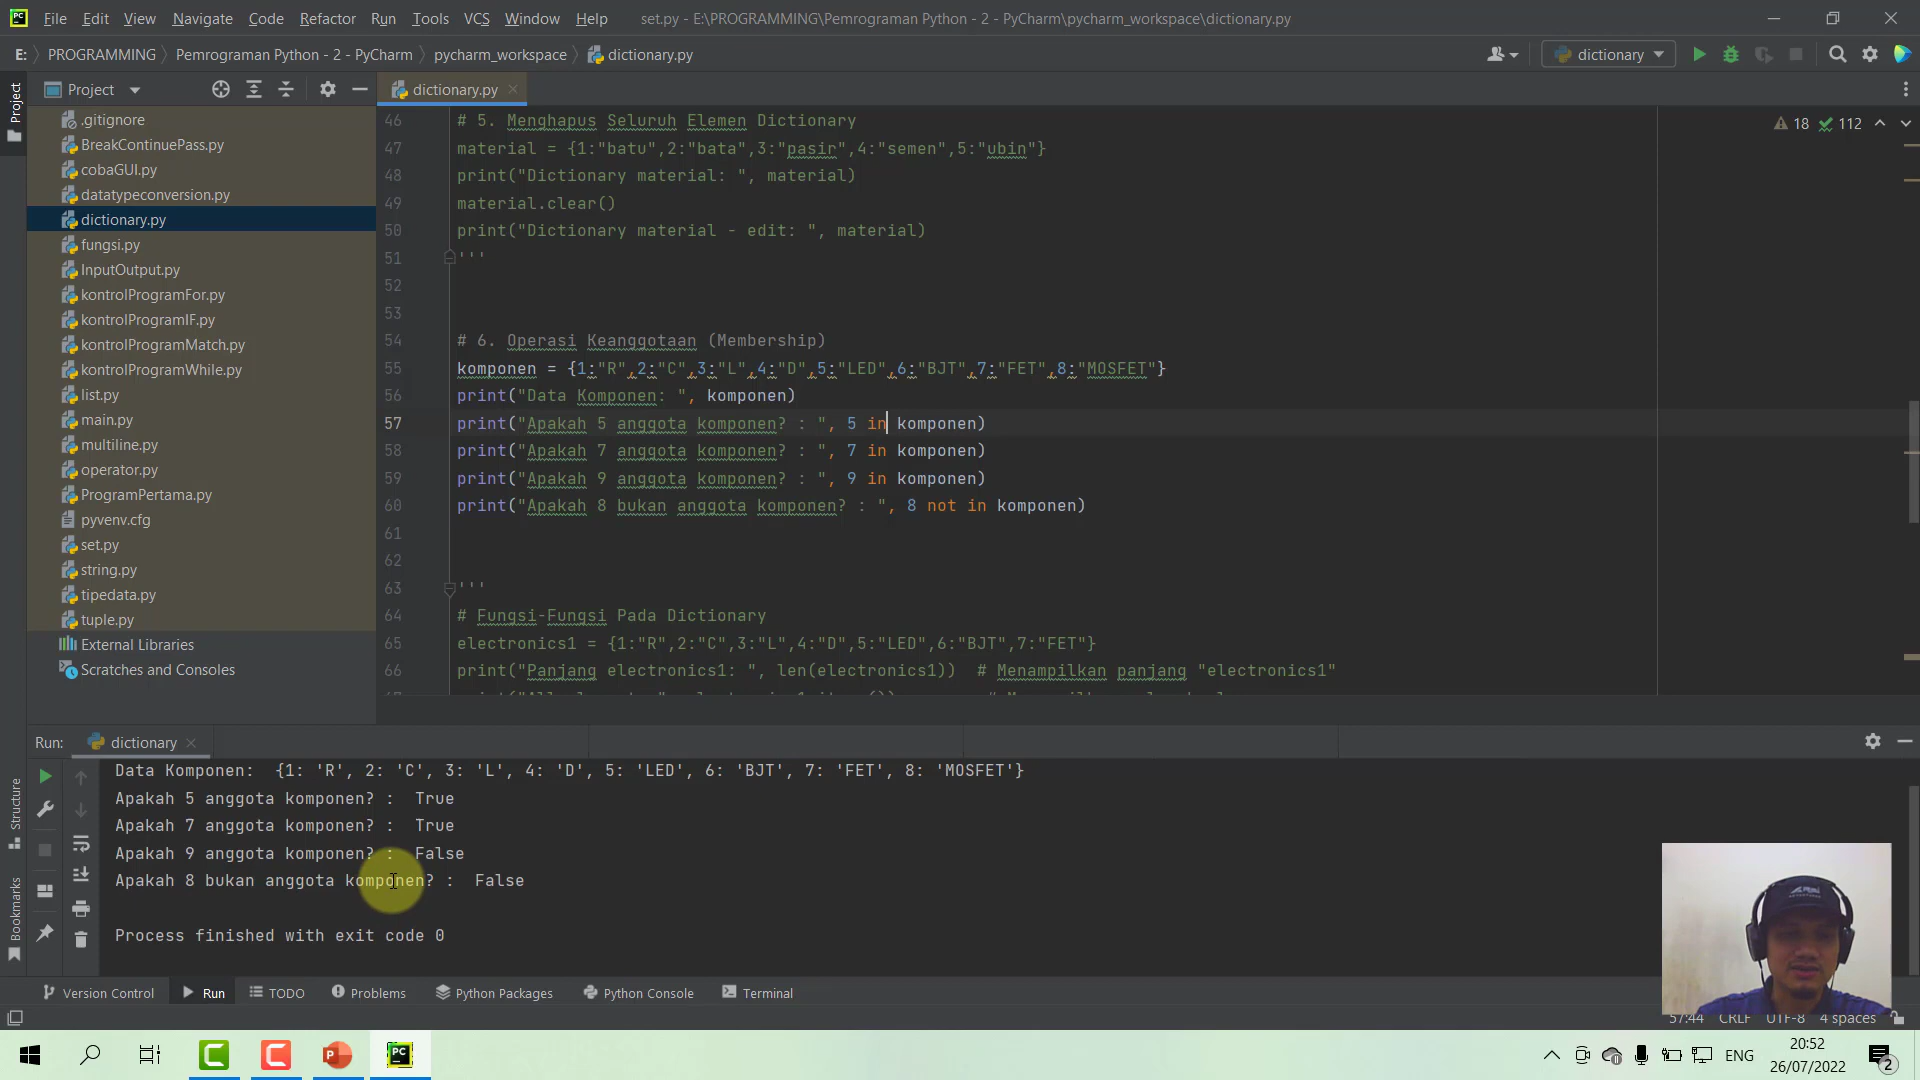 File Edit View Navigate Code Refactor Run Tools VCS Window Help set.py - E:\PROGRAMMING\Pemrograman Python - 2 - PyCharm\pycharm_workspace\dictionary.py
E: PROGRAMMING Pemrograman Python - 2 - PyCharm pycharm_workspace dictionary.py dictionary
Project dictionary.py
Project
.gitignore
BreakContinuePass.py
cobaGUI.py
datatypeconversion.py
dictionary.py
fungsi.py
InputOutput.py
kontrolProgramFor.py
kontrolProgramIF.py
kontrolProgramMatch.py
kontrolProgramWhile.py
list.py
main.py
multiline.py
operator.py
ProgramPertama.py
pyvenv.cfg
set.py
string.py
tipedata.py
tuple.py
External Libraries
Scratches and Consoles
18 112
46 # 5. Menghapus Seluruh Elemen Dictionary
47 material = {1:"batu",2:"bata",3:"pasir",4:"semen",5:"ubin"}
48 print("Dictionary material: ", material)
49 material.clear()
50 print("Dictionary material - edit: ", material)
51 '''
52
53
54 # 6. Operasi Keanggotaan (Membership)
55 komponen = {1:"R",2:"C",3:"L",4:"D",5:"LED",6:"BJT",7:"FET",8:"MOSFET"}
56 print("Data Komponen: ", komponen)
57 print("Apakah 5 anggota komponen? : ", 5 in komponen)
58 print("Apakah 7 anggota komponen? : ", 7 in komponen)
59 print("Apakah 9 anggota komponen? : ", 9 in komponen)
60 print("Apakah 8 bukan anggota komponen? : ", 8 not in komponen)
61
62
63 '''
64 # Fungsi-Fungsi Pada Dictionary
65 electronics1 = {1:"R",2:"C",3:"L",4:"D",5:"LED",6:"BJT",7:"FET"}
66 print("Panjang electronics1: ", len(electronics1)) # Menampilkan panjang "electronics1"
Run: dictionary
Data Komponen: {1: 'R', 2: 'C', 3: 'L', 4: 'D', 5: 'LED', 6: 'BJT', 7: 'FET', 8: 'MOSFET'}
Apakah 5 anggota komponen? : True
Apakah 7 anggota komponen? : True
Apakah 9 anggota komponen? : False
Apakah 8 bukan anggota komponen? : False
Process finished with exit code 0
Structure
Bookmarks
Version Control Run TODO Problems Python Packages Python Console Terminal
57:44 CRLF UTF-8 4 spaces
ENG 20:52
26/07/2022 2